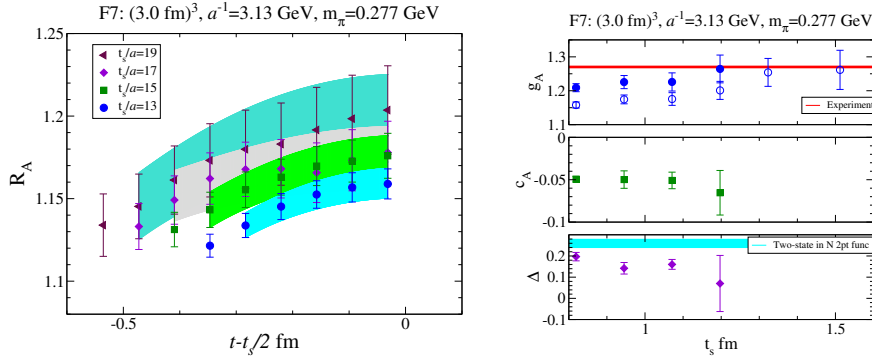 F7: (3.0 fm)³, a⁻¹=3.13 GeV, mπ=0.277 GeV
1.25
1.2
1.15
1.1
R_A
tₛ/a=19
tₛ/a=17
tₛ/a=15
tₛ/a=13
-0.5
0
t-tₛ/2 fm
F7: (3.0 fm)³, a⁻¹=3.13 GeV, mπ=0.277 GeV
1.4
1.3
1.2
1.1
g_A
Experiment
0
-0.05
-0.1
c_A
Two-state in N 2pt func
0.2
0.1
0
-0.1
Δ
1
1.5
tₛ fm